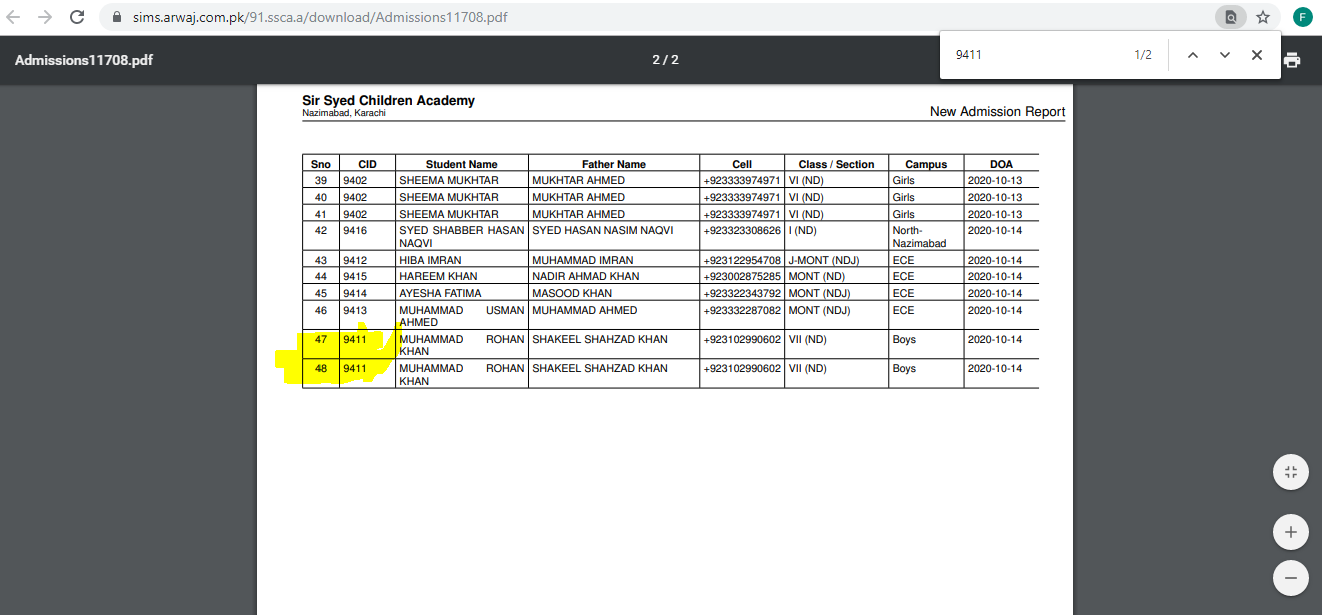 sims.arwaj.com.pk/91.ssca.a/download/Admissions11708.pdf
F
Admissions11708.pdf
2 / 2
9411
1/2
Sir Syed Children Academy
Nazimabad, Karachi
New Admission Report
Sno CID Student Name Father Name Cell Class / Section Campus DOA
39 9402 SHEEMA MUKHTAR MUKHTAR AHMED +923333974971 VI (ND) Girls 2020-10-13
40 9402 SHEEMA MUKHTAR MUKHTAR AHMED +923333974971 VI (ND) Girls 2020-10-13
41 9402 SHEEMA MUKHTAR MUKHTAR AHMED +923333974971 VI (ND) Girls 2020-10-13
42 9416 SYED SHABBER HASAN SYED HASAN NASIM NAQVI +923323308626 I (ND) North- 2020-10-14
NAQVI Nazimabad
43 9412 HIBA IMRAN MUHAMMAD IMRAN +923122954708 J-MONT (NDJ) ECE 2020-10-14
44 9415 HAREEM KHAN NADIR AHMAD KHAN +923002875285 MONT (ND) ECE 2020-10-14
45 9414 AYESHA FATIMA MASOOD KHAN +923322343792 MONT (NDJ) ECE 2020-10-14
46 9413 MUHAMMAD USMAN MUHAMMAD AHMED +923332287082 MONT (NDJ) ECE 2020-10-14
AHMED
47 9411 MUHAMMAD ROHAN SHAKEEL SHAHZAD KHAN +923102990602 VII (ND) Boys 2020-10-14
KHAN
48 9411 MUHAMMAD ROHAN SHAKEEL SHAHZAD KHAN +923102990602 VII (ND) Boys 2020-10-14
KHAN